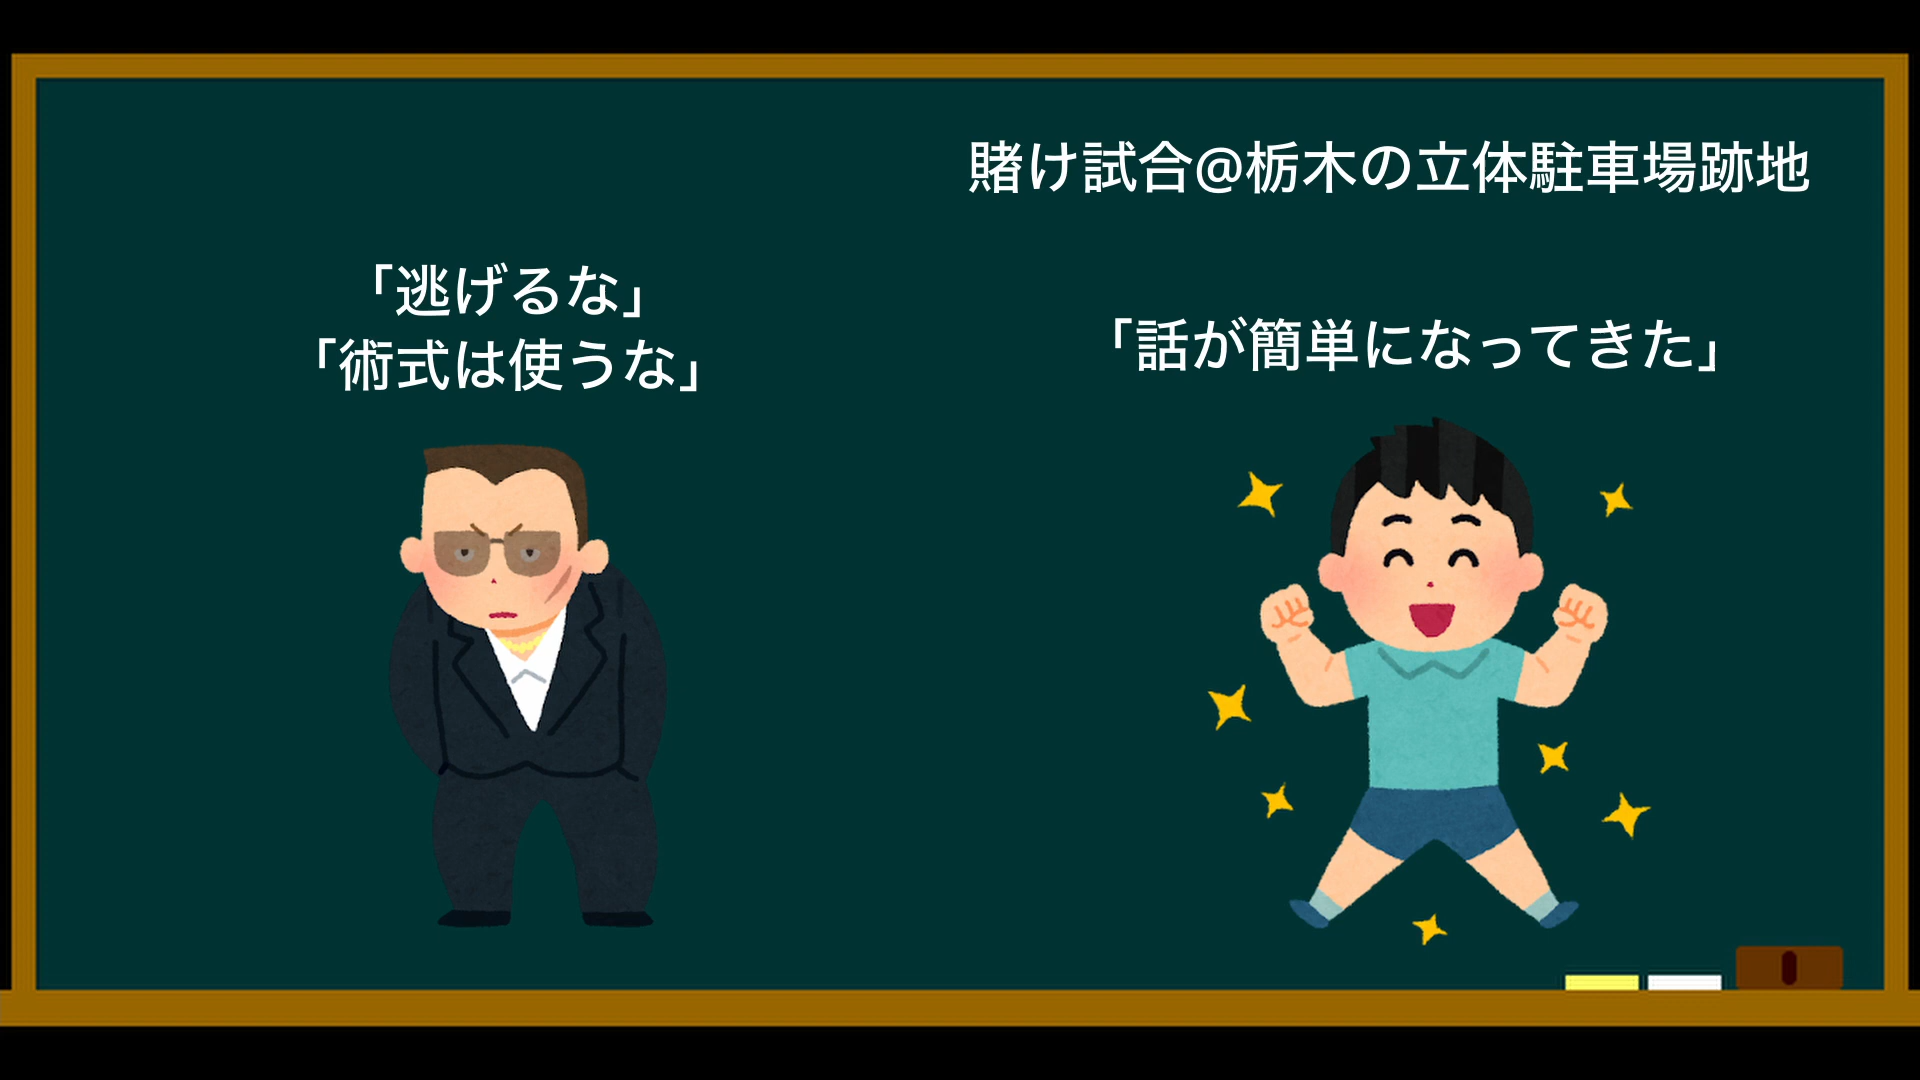 賭け試合@栃木の立体駐車場跡地
「逃げるな」
「術式は使うな」
「話が簡単になってきた」